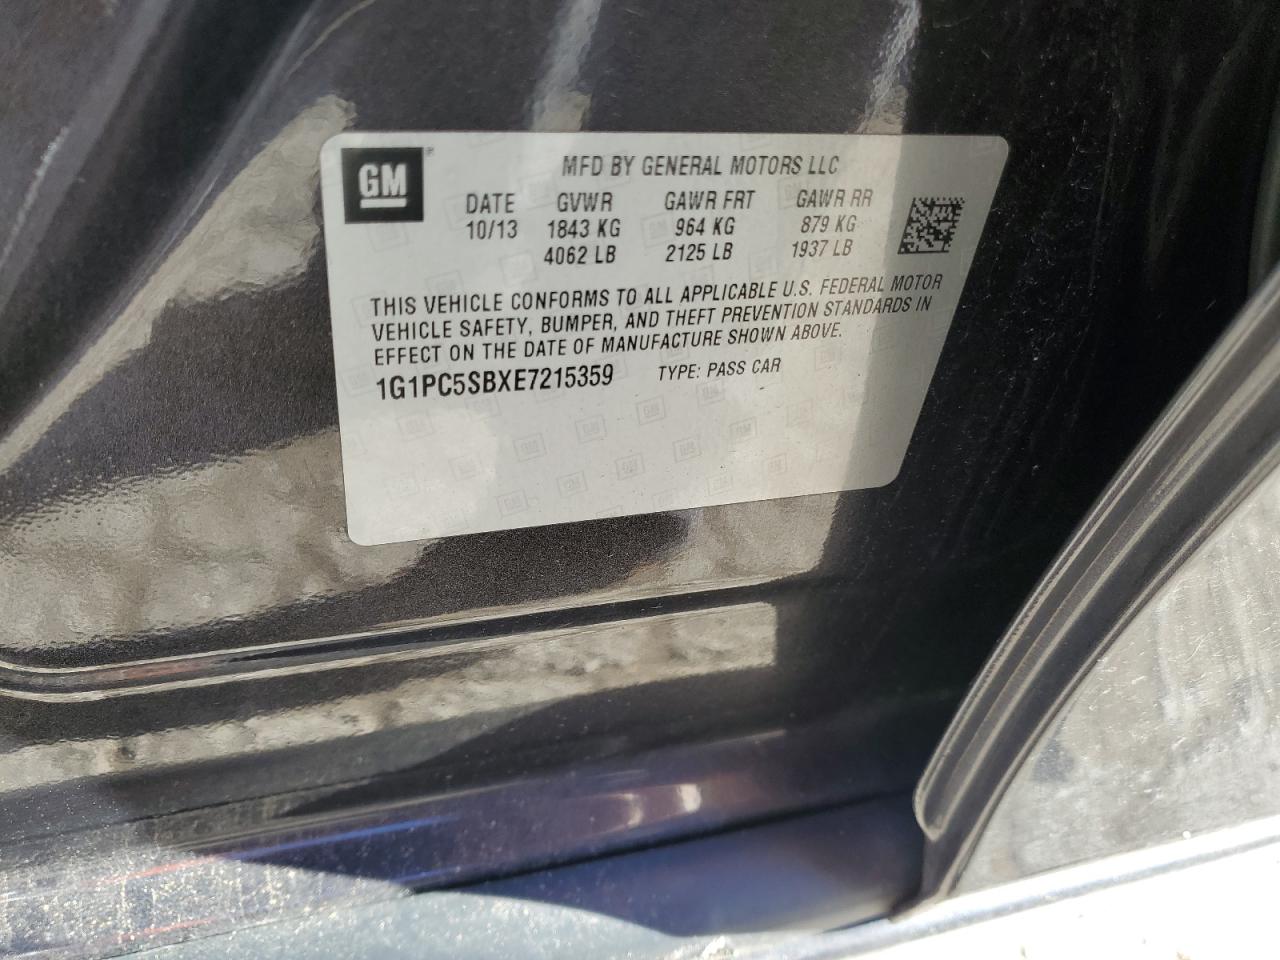 GM
MFD BY GENERAL MOTORS LLC
DATE GVWR GAWR FRT GAWR RR
10/13 1843 KG 964 KG 879 KG
4062 LB 2125 LB 1937 LB
THIS VEHICLE CONFORMS TO ALL APPLICABLE U.S. FEDERAL MOTOR
VEHICLE SAFETY, BUMPER, AND THEFT PREVENTION STANDARDS IN
EFFECT ON THE DATE OF MANUFACTURE SHOWN ABOVE.
1G1PC5SBXE7215359 TYPE: PASS CAR